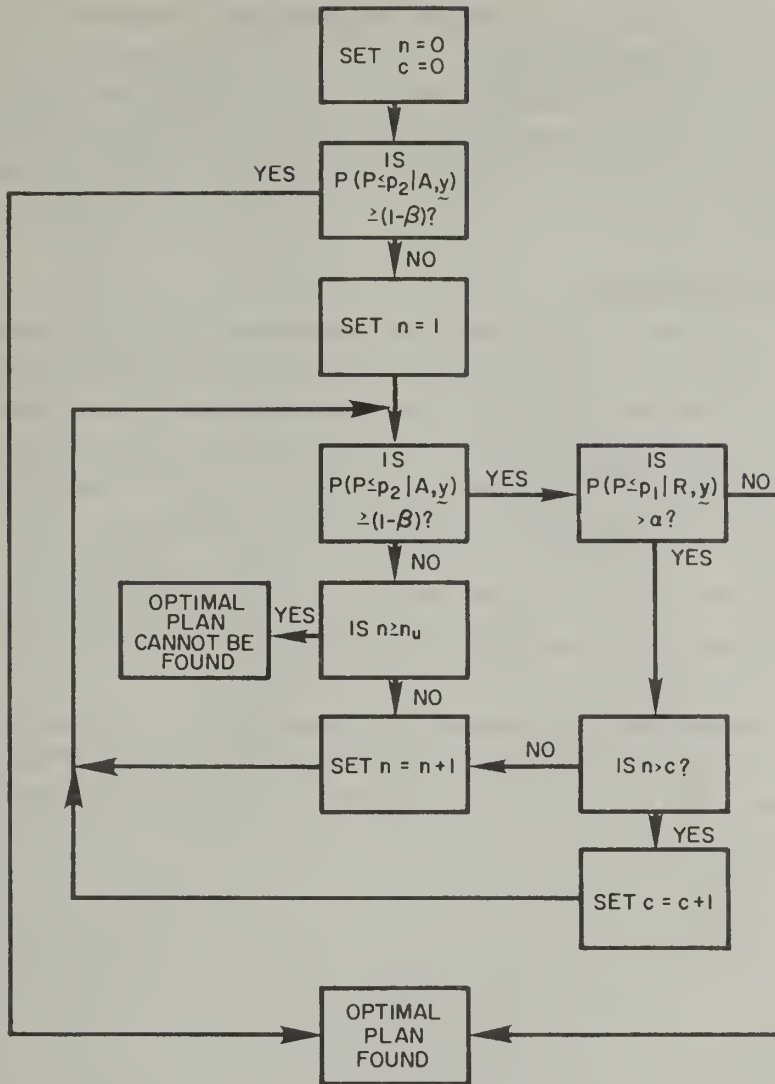 SET n = 0
c = 0
IS
P(P≤p₂|A,y̰)
≥(1-β)?
YES
NO
SET n = 1
IS
P(P≤p₂|A,y̰)
≥(1-β)?
YES
IS
P(P≤p₁|R,y̰)
>α?
NO
NO
YES
OPTIMAL
PLAN
CANNOT BE
FOUND
YES
IS n≥nᵤ
NO
SET n = n+1
NO
IS n>c?
YES
SET c = c+1
OPTIMAL
PLAN
FOUND